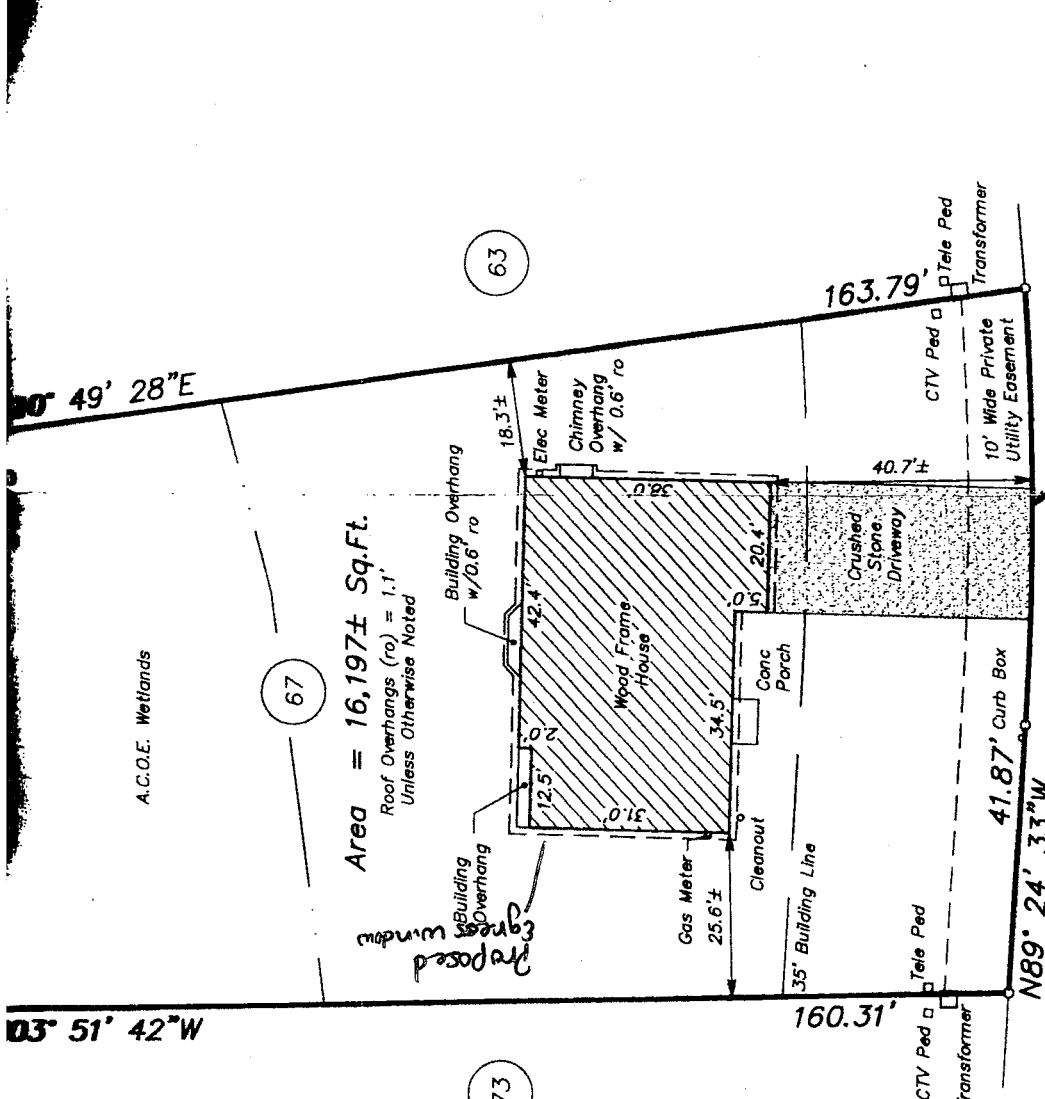 63
163.79'
Tele Ped
Transformer
CTV Ped
10' Wide Private
Utility Easement
49' 28"E
18.3'±
Elec Meter
Chimney
Overhang
w/ 0.6' ro
Building Overhang
w/0.6' ro
40.7'±
Crushed
Stone
Driveway
38.0'
20.4'
5.0'
42.4'
Wood Frame
House
Conc
Porch
34.5'
2.0'
12.5'
31.0'
A.C.O.E. Wetlands
67
Area = 16,197± Sq.Ft.
Roof Overhangs (ro) = 1.1'
Unless Otherwise Noted
Building
Overhang
Proposed
Egress Window
Gas Meter
25.6'±
Cleanout
35' Building Line
41.87'
Curb Box
N89° 24' 33"W
Tele Ped
160.31'
03° 51' 42"W
CTV Ped
Transformer
73